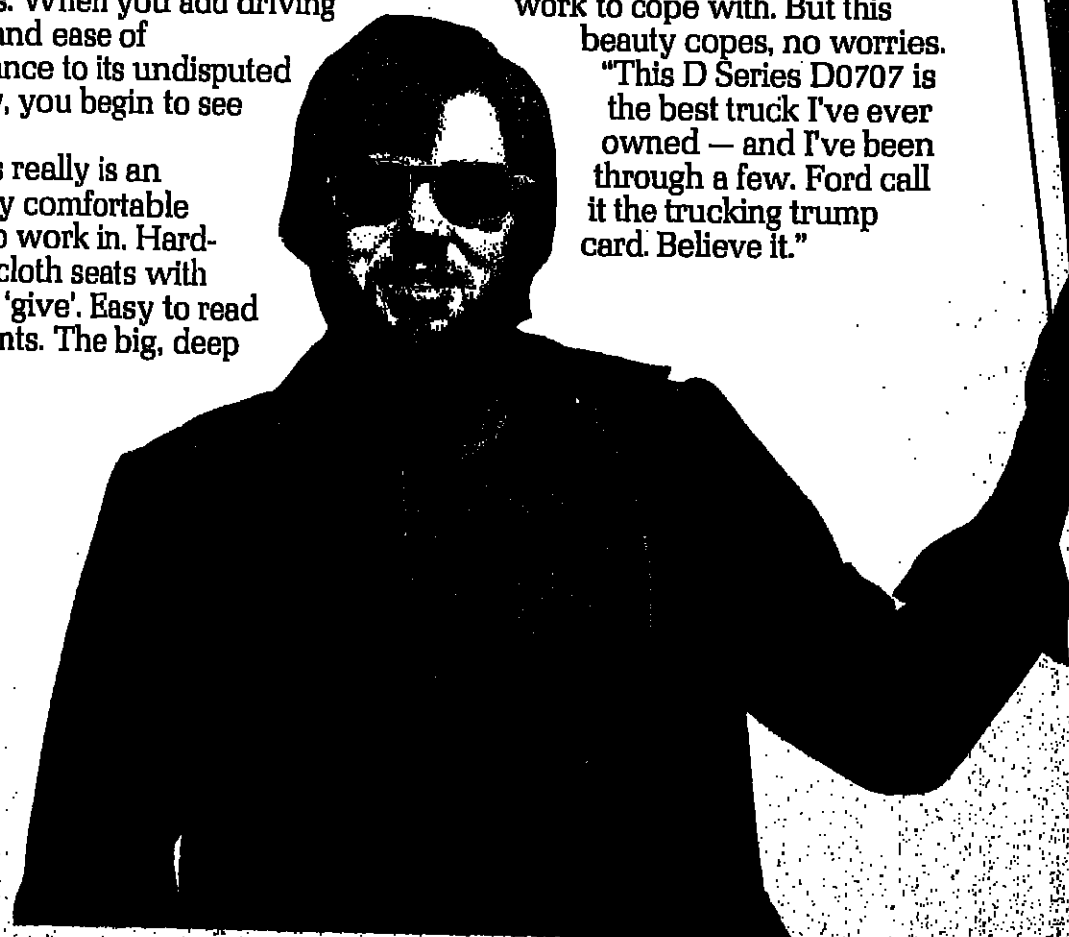 s. When you add driving
and ease of
ance to its undisputed
, you begin to see
s really is an
y comfortable
o work in. Hard-
cloth seats with
'give'. Easy to read
nts. The big, deep
work to cope with. But this
beauty copes, no worries.
"This D Series D0707 is
the best truck I've ever
owned — and I've been
through a few. Ford call
it the trucking trump
card. Believe it."